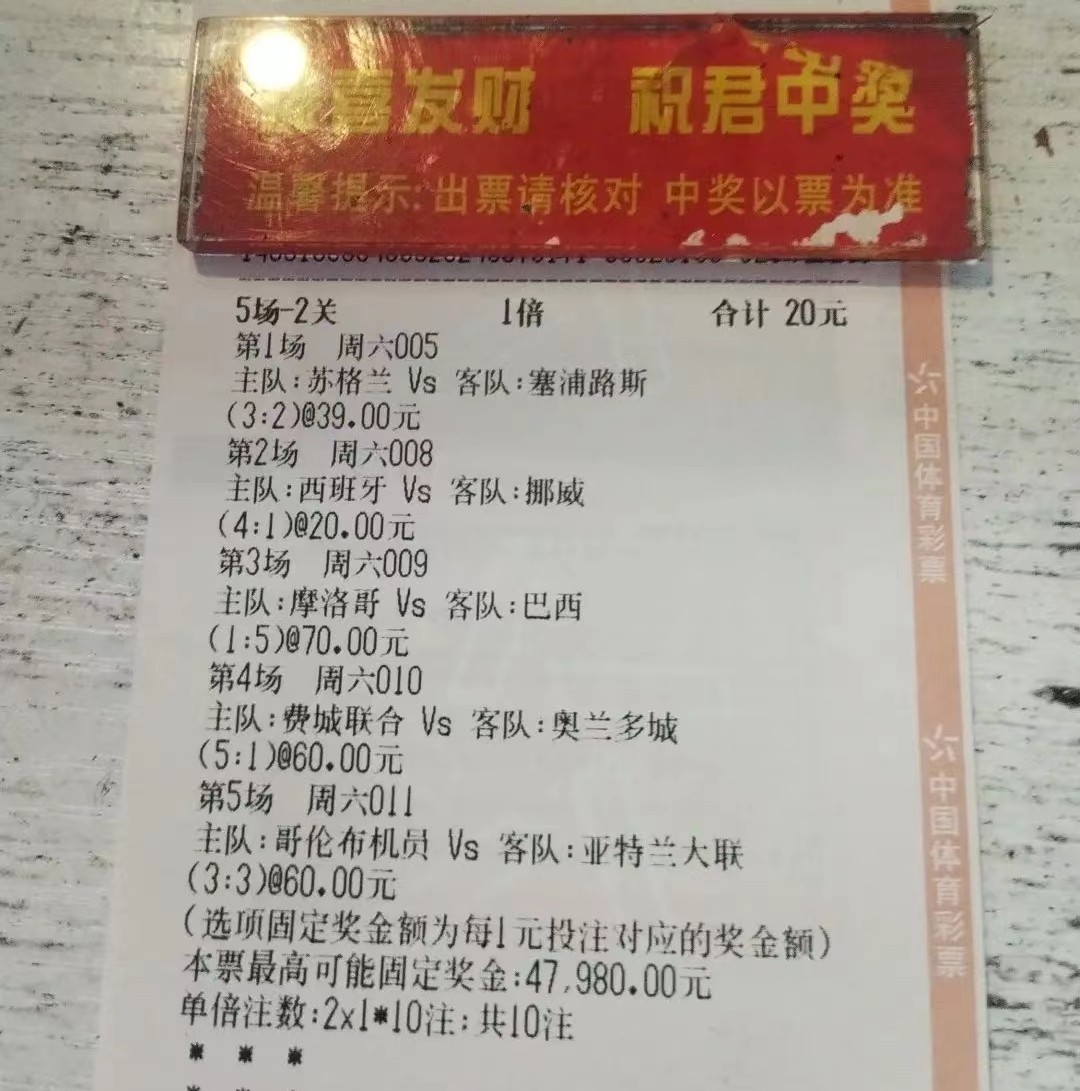 喜发财 祝君中奖
温馨提示:出票请核对 中奖以票为准
5场-2关 1倍 合计 20元
第1场 周六005
主队:苏格兰 Vs 客队:塞浦路斯
(3:2)@39.00元
第2场 周六008
主队:西班牙 Vs 客队:挪威
(4:1)@20.00元
第3场 周六009
主队:摩洛哥 Vs 客队:巴西
(1:5)@70.00元
第4场 周六010
主队:费城联合 Vs 客队:奥兰多城
(5:1)@60.00元
第5场 周六011
主队:哥伦布机员 Vs 客队:亚特兰大联
(3:3)@60.00元
(选项固定奖金额为每1元投注对应的奖金额)
本票最高可能固定奖金:47,980.00元
单倍注数:2x1*10注;共10注
* * *
中国体育彩票
中国体育彩票